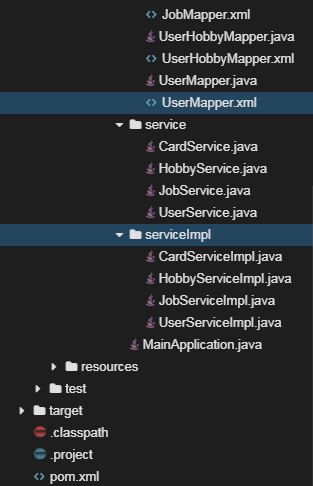 JobMapper.xml
UserHobbyMapper.java
UserHobbyMapper.xml
UserMapper.java
UserMapper.xml
service
CardService.java
HobbyService.java
JobService.java
UserService.java
serviceImpl
CardServiceImpl.java
HobbyServiceImpl.java
JobServiceImpl.java
UserServiceImpl.java
MainApplication.java
resources
test
target
.classpath
.project
pom.xml